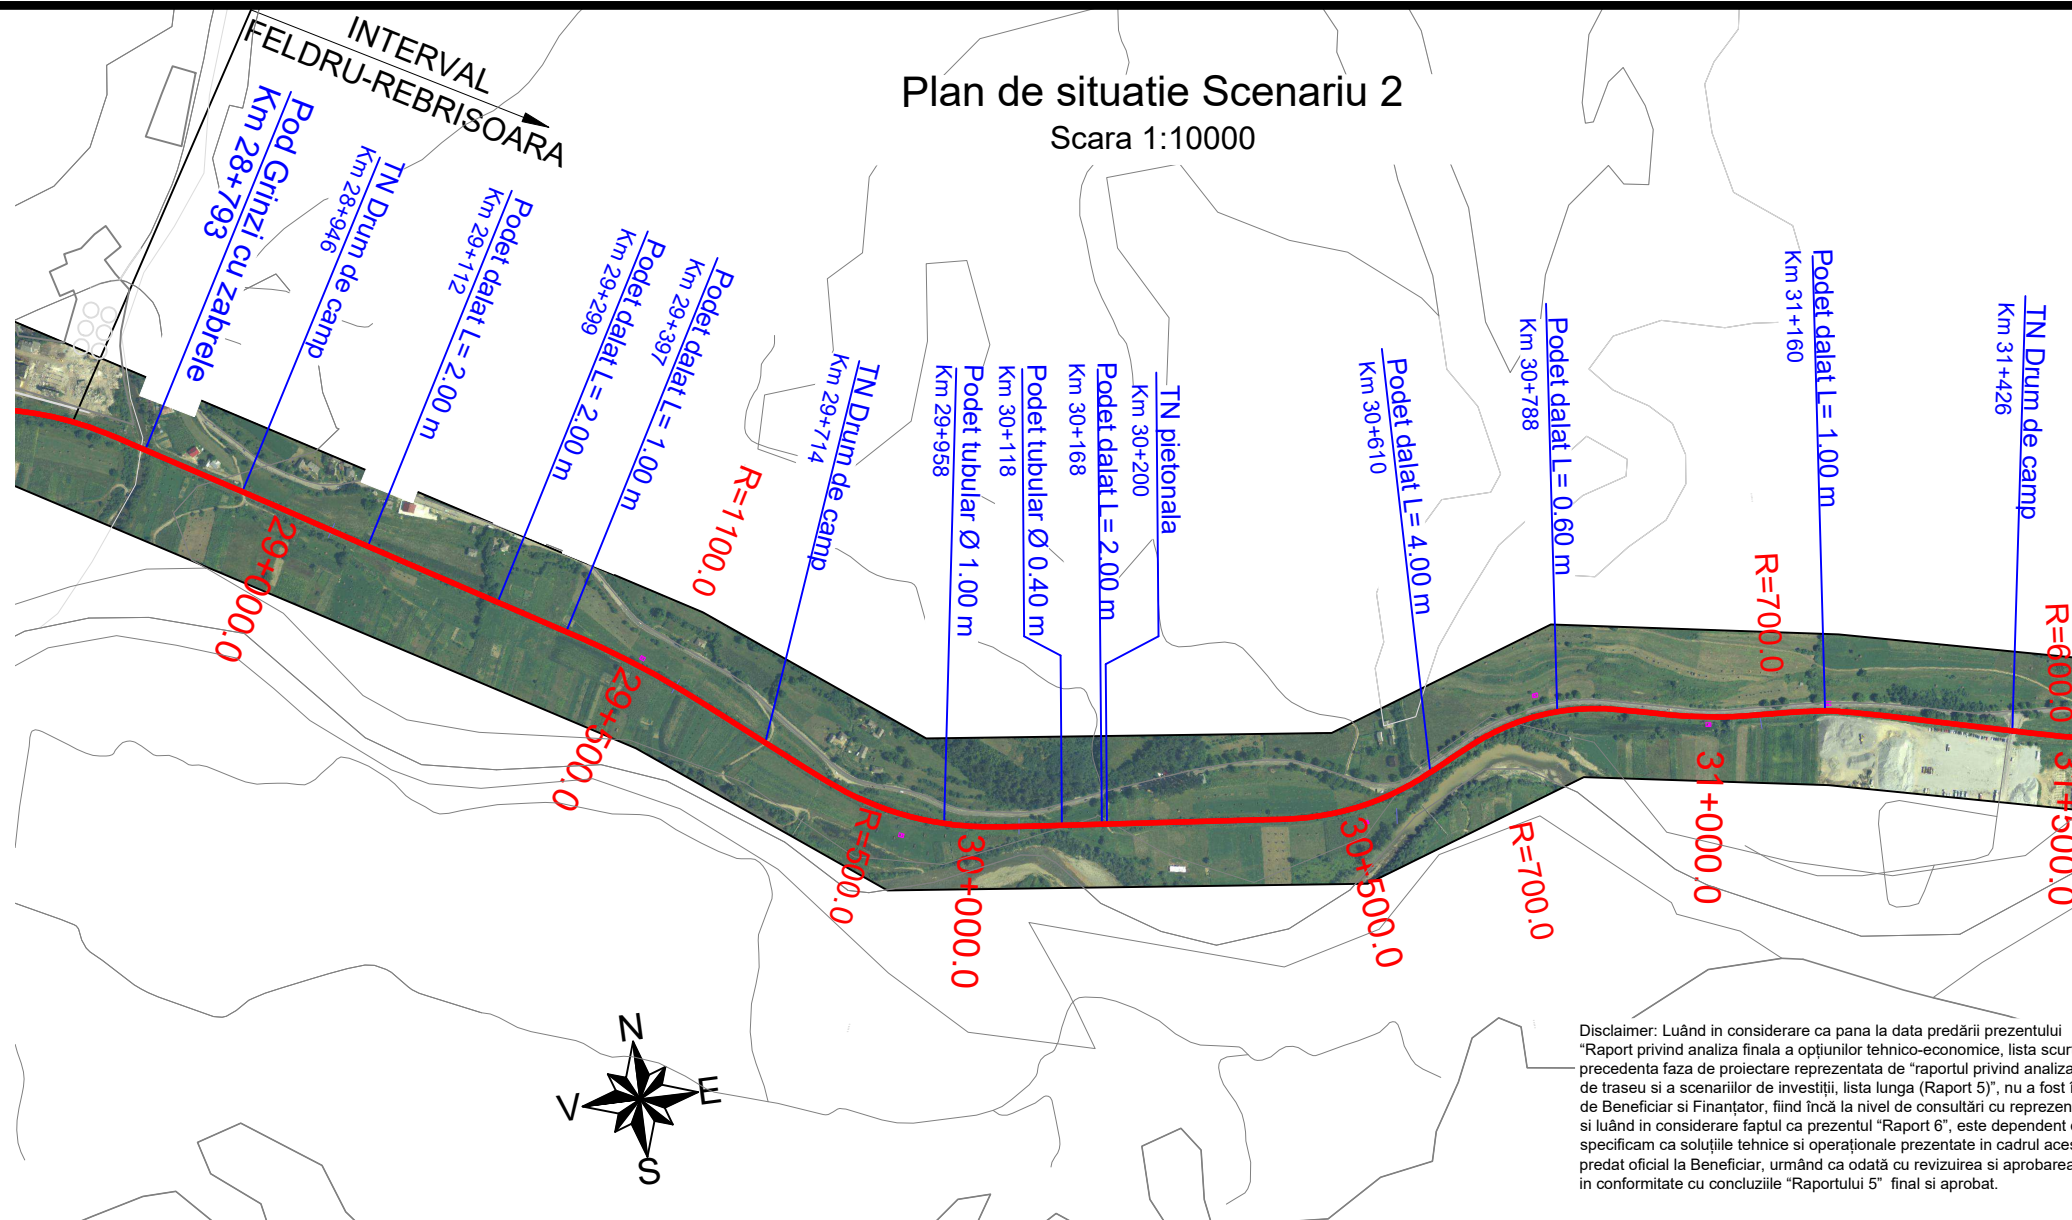 INTERVAL
FELDRU-REBRISOARA
Plan de situatie Scenariu 2
Scara 1:10000
Pod Grinzi cu zabrele
Km 28+793
TN Drum de camp
Km 28+946
Podet dalat L= 2.00 m
Km 29+112
Podet dalat L= 2.00 m
Km 29+299
Podet dalat L= 1.00 m
Km 29+397
TN Drum de camp
Km 29+714
Podet tubular Ø 1.00 m
Km 29+958
Podet tubular Ø 0.40 m
Km 30+118
Podet dalat L= 2.00 m
Km 30+168
TN pietonala
Km 30+200
Podet dalat L= 4.00 m
Km 30+610
Podet dalat L= 0.60 m
Km 30+788
Podet dalat L= 1.00 m
Km 31+160
TN Drum de camp
Km 31+426
R=1100.0
R=700.0
R=600.0
29+000.0
29+500.0
R=500.0
30+000.0
30+500.0
R=700.0
31+000.0
31+500.0
N
E
V
S
Disclaimer: Luând in considerare ca pana la data predării prezentului
“Raport privind analiza finala a opțiunilor tehnico-economice, lista scur
precedenta faza de proiectare reprezentata de “raportul privind analiza
de traseu si a scenariilor de investiții, lista lunga (Raport 5)”, nu a fost
de Beneficiar si Finanțator, fiind încă la nivel de consultări cu reprezen
si luând in considerare faptul ca prezentul “Raport 6”, este dependent
specificam ca soluțiile tehnice si operaționale prezentate in cadrul aces
predat oficial la Beneficiar, urmând ca odată cu revizuirea si aprobarea
in conformitate cu concluziile “Raportului 5” final si aprobat.